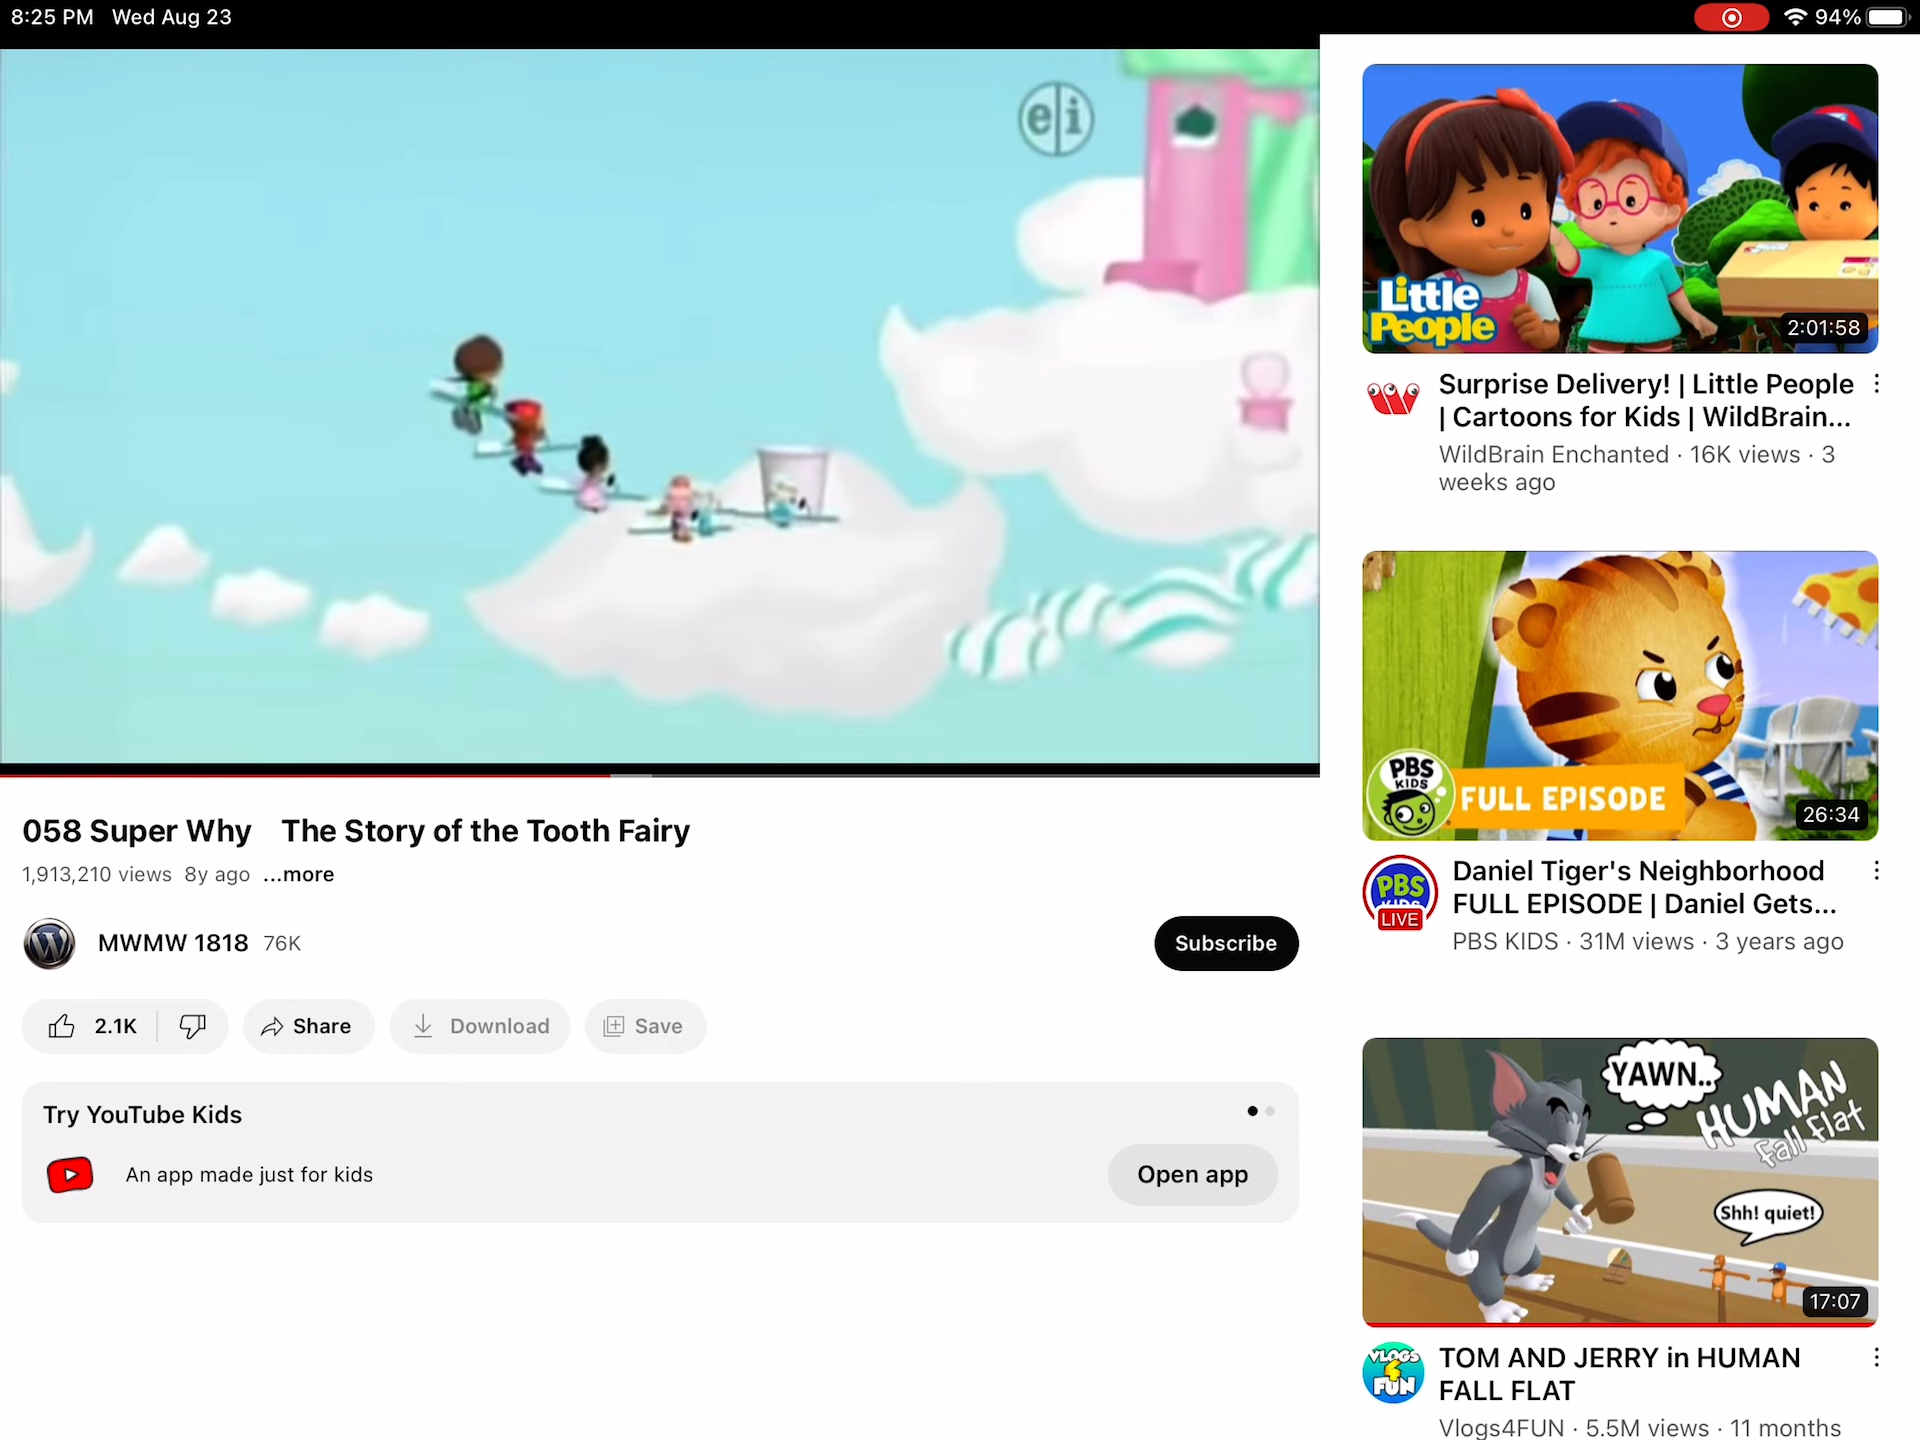 8:25 PM Wed Aug 23
94%
e i
Little
People
2:01:58
Surprise Delivery! | Little People
| Cartoons for Kids | WildBrain...
WildBrain Enchanted · 16K views · 3
weeks ago
PBS
KIDS
FULL EPISODE
26:34
PBS
KIDS
LIVE
Daniel Tiger's Neighborhood
FULL EPISODE | Daniel Gets...
PBS KIDS · 31M views · 3 years ago
YAWN..
HUMAN
fall flat
Shh! quiet!
17:07
VLOGS
4
FUN
TOM AND JERRY in HUMAN
FALL FLAT
Vlogs4FUN · 5.5M views · 11 months
058 Super Why    The Story of the Tooth Fairy
1,913,210 views 8y ago ...more
MWMW 1818 76K
Subscribe
2.1K
Share
Download
Save
Try YouTube Kids
An app made just for kids
Open app